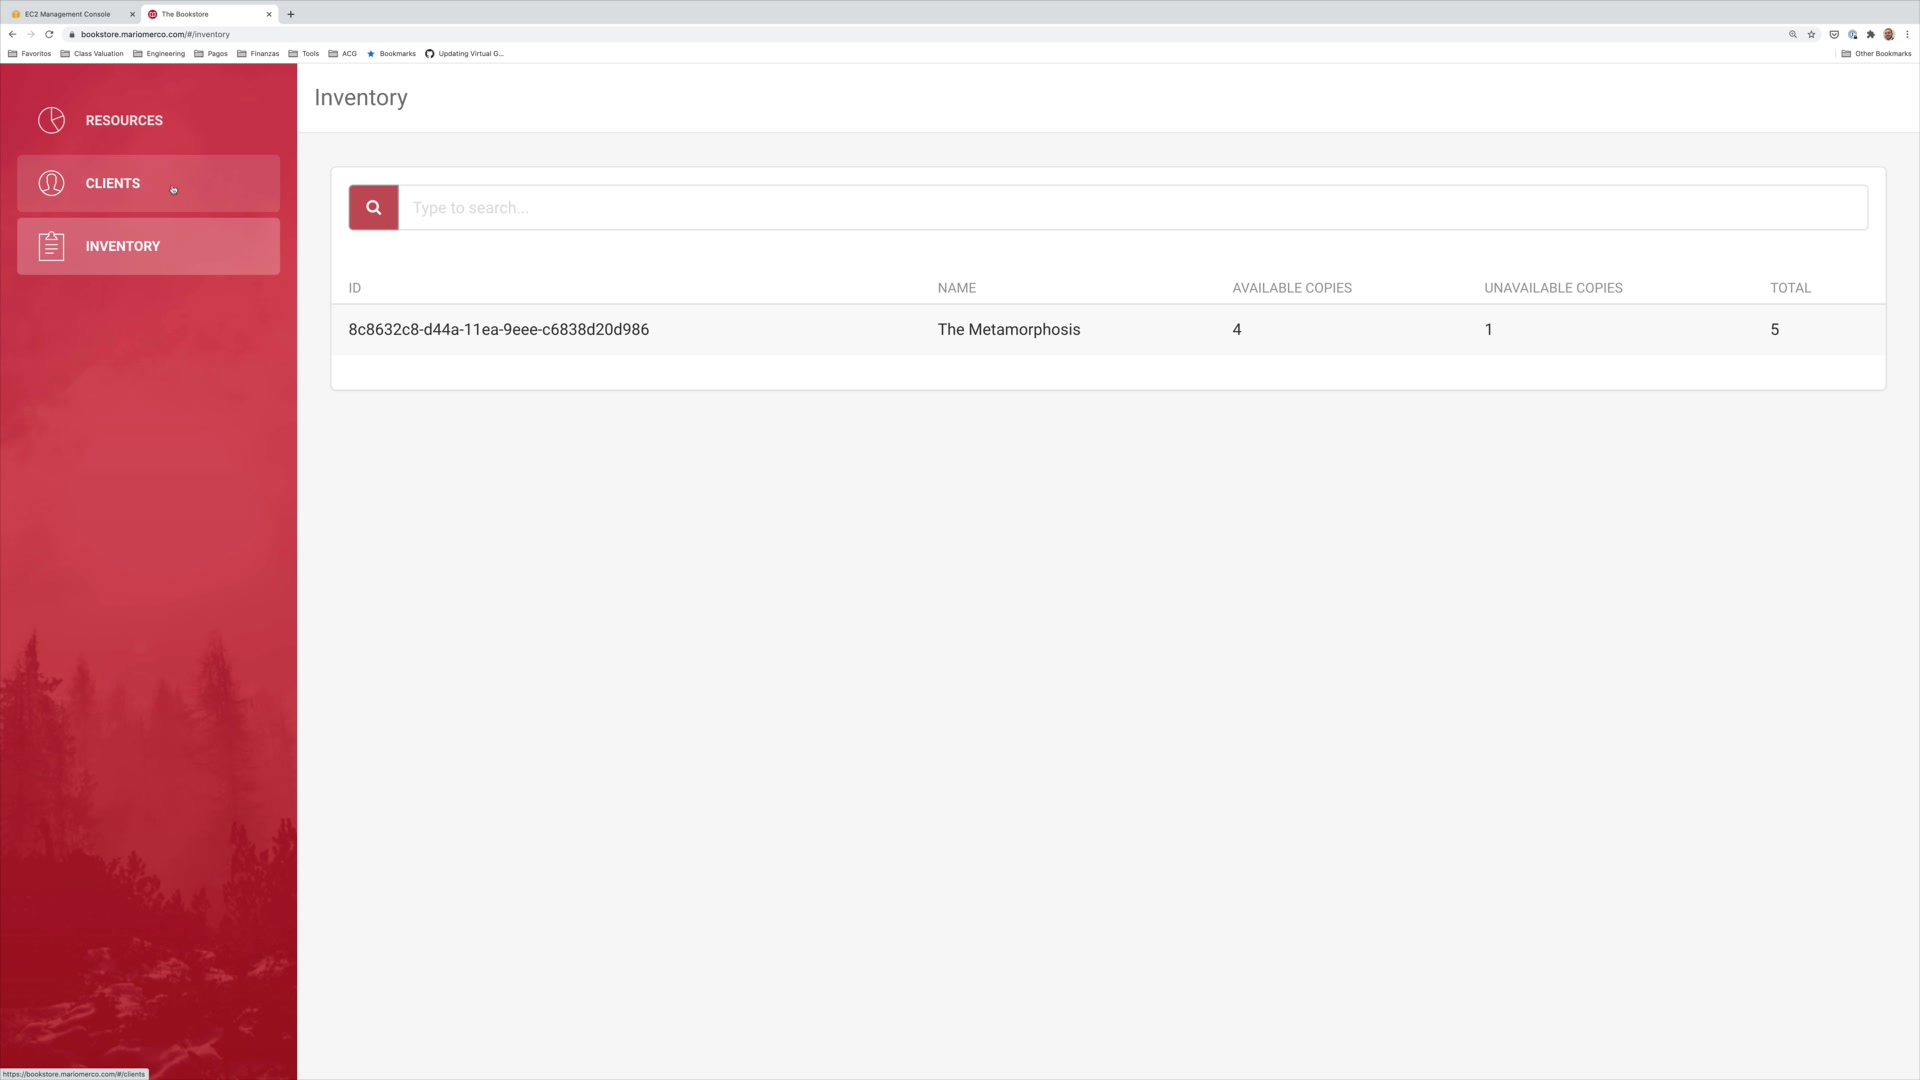 EC2 Management Console
The Bookstore
bookstore.mariomerco.com/#/inventory
Favoritos
Class Valuation
Engineering
Pagos
Finanzas
Tools
ACG
Bookmarks
Updating Virtual G...
Other Bookmarks
RESOURCES
CLIENTS
INVENTORY
Inventory
Type to search...
ID NAME AVAILABLE COPIES UNAVAILABLE COPIES TOTAL
8c8632c8-d44a-11ea-9eee-c6838d20d986 The Metamorphosis 4 1 5
https://bookstore.mariomerco.com/#/clients